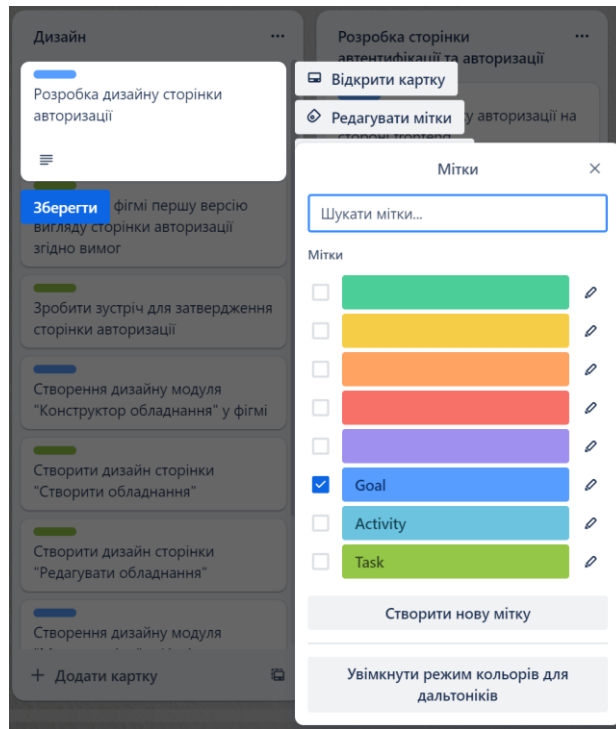 Дизайн
Розробка дизайну сторінки
авторизації
Зберегти
фігмі першу версію
вигляду сторінки авторизації
згідно вимог
Зробити зустріч для затвердження
сторінки авторизації
Створення дизайну модуля
"Конструктор обладнання" у фігмі
Створити дизайн сторінки
"Створити обладнання"
Створити дизайн сторінки
"Редагувати обладнання"
Створення дизайну модуля
+ Додати картку
Розробка сторінки
автентифікації та авторизації
Відкрити картку
Редагувати мітки
у авторизації на
стороні frontend
Мітки
Шукати мітки...
Мітки
Goal
Activity
Task
Створити нову мітку
Увімкнути режим кольорів для
дальтоніків